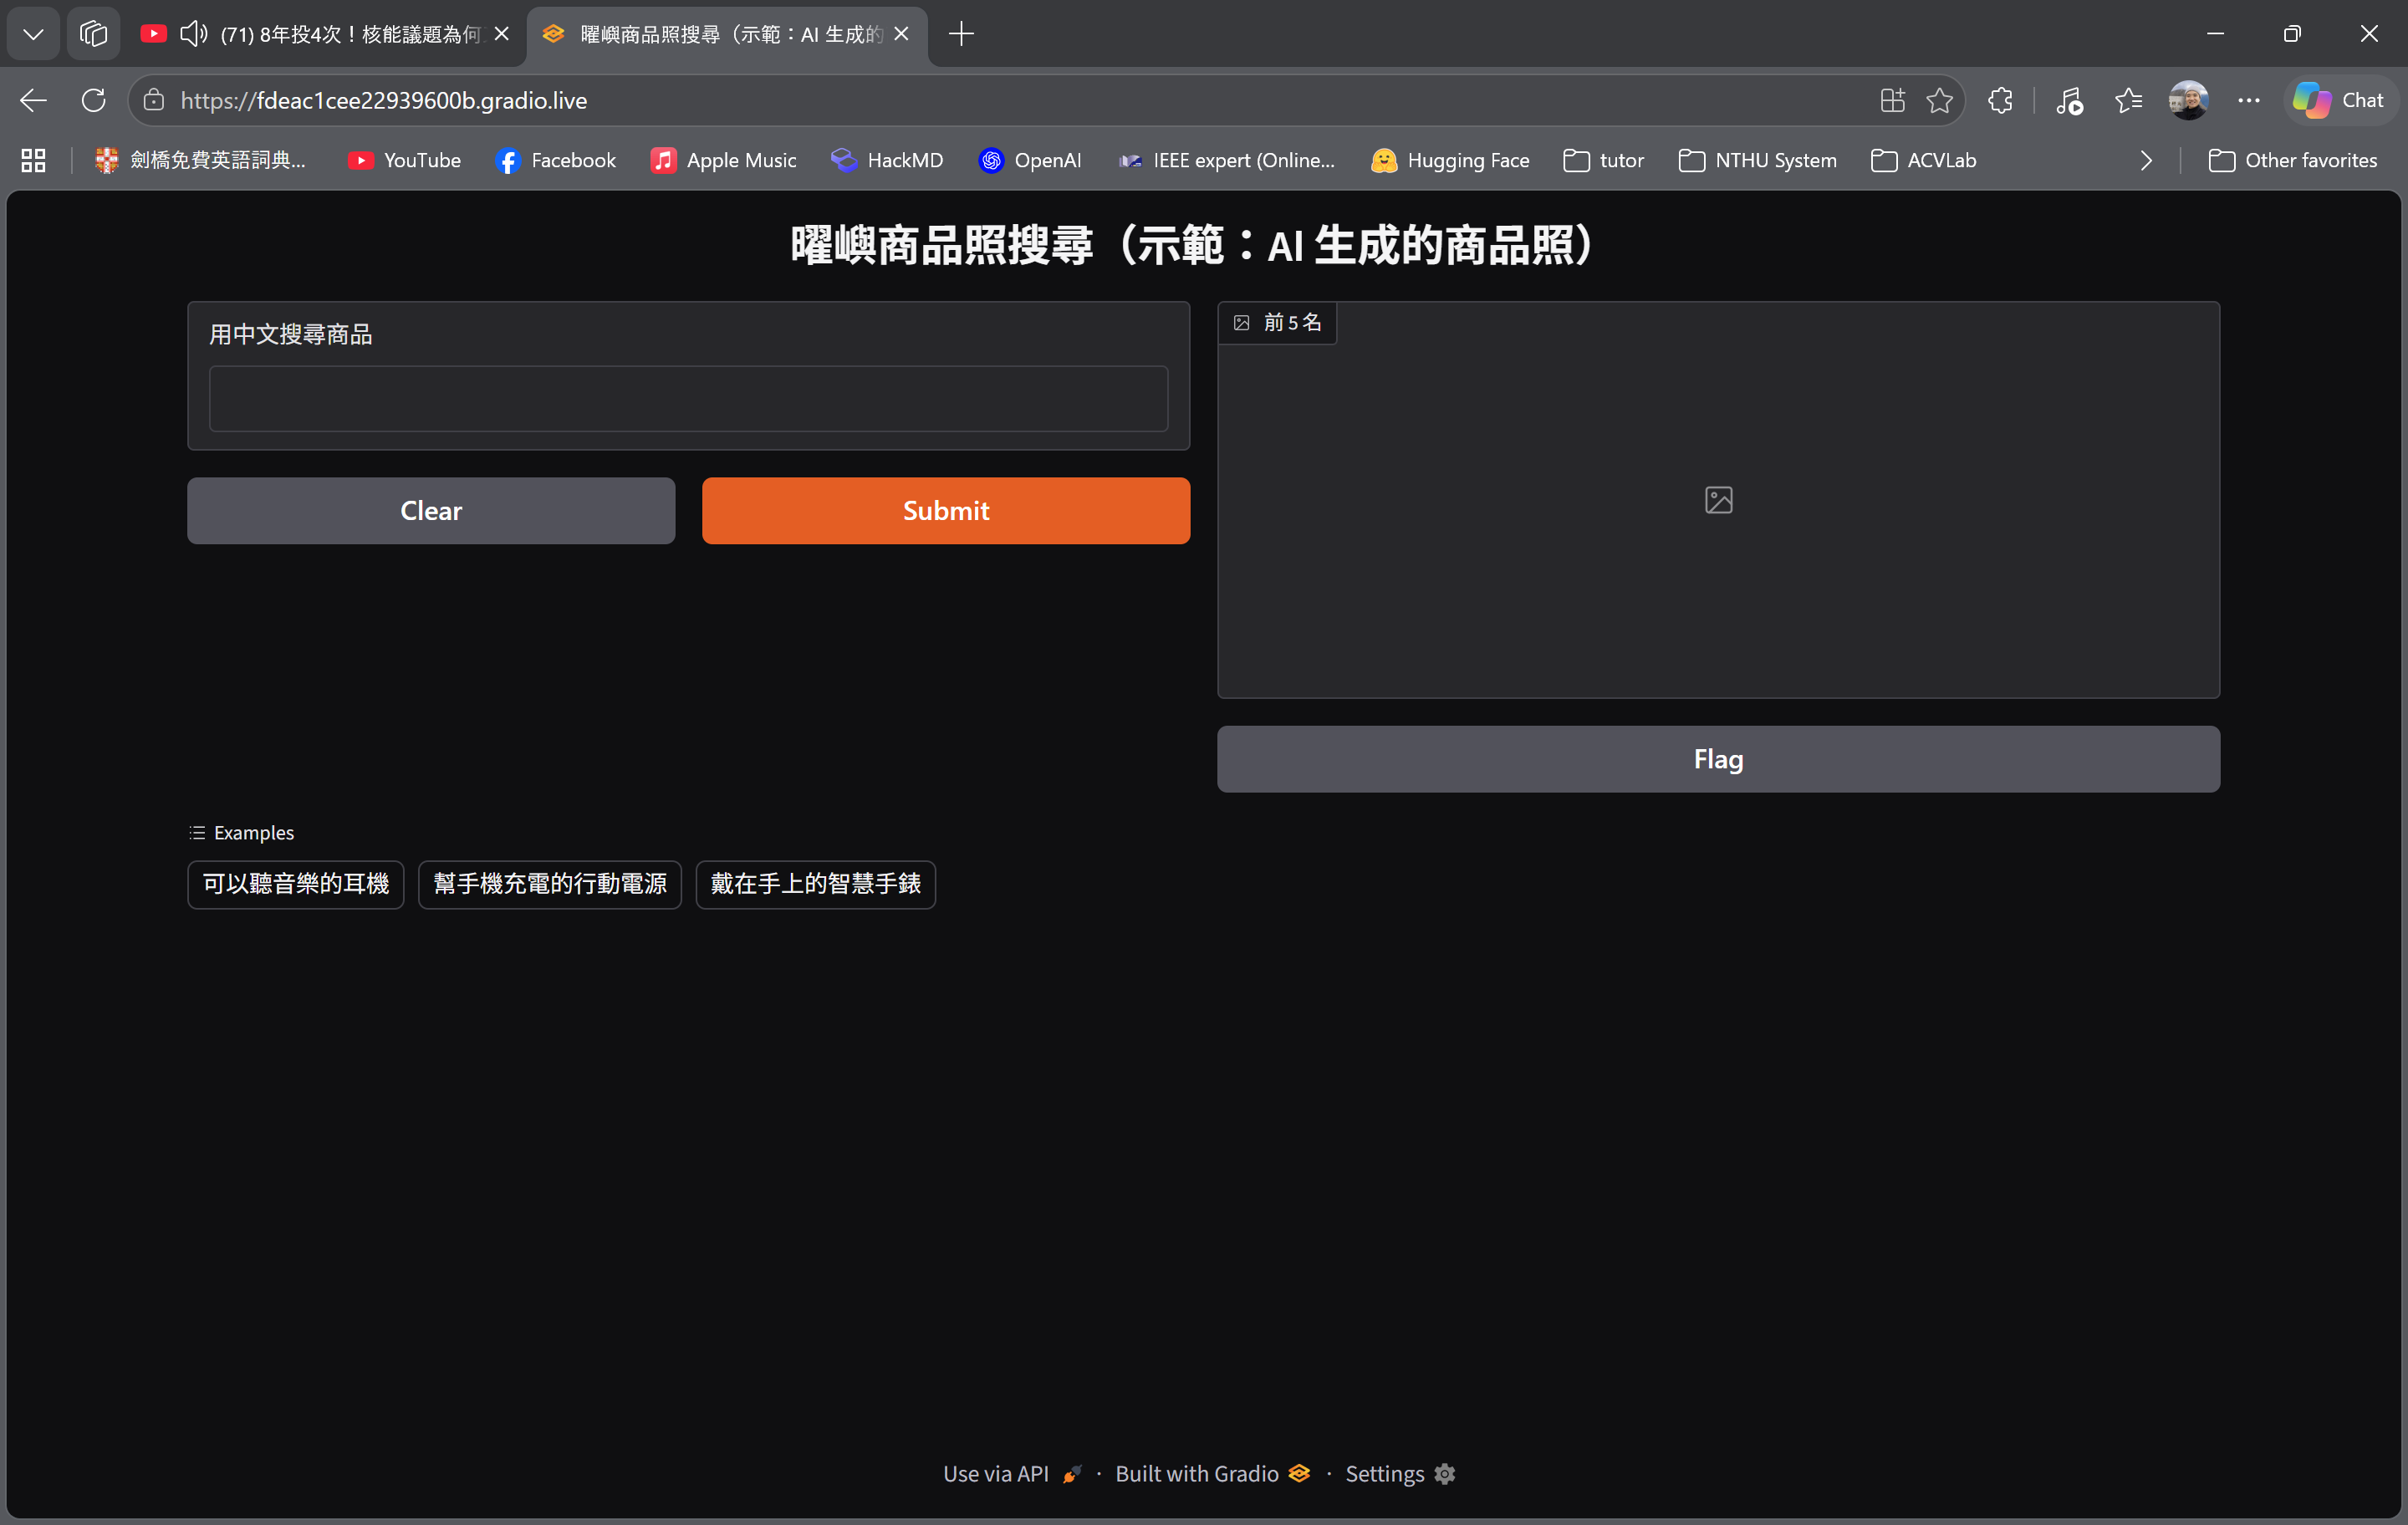 (71) 8年投4次！核能議題為何
曜嶼商品照搜尋（示範：AI 生成的
https://fdeac1cee22939600b.gradio.live
Chat
劍橋免費英語詞典...
YouTube
Facebook
Apple Music
HackMD
OpenAI
IEEE expert (Online...
Hugging Face
tutor
NTHU System
ACVLab
Other favorites
曜嶼商品照搜尋（示範：AI 生成的商品照）
用中文搜尋商品
前 5 名
Clear
Submit
Flag
Examples
可以聽音樂的耳機
幫手機充電的行動電源
戴在手上的智慧手錶
Use via API · Built with Gradio · Settings